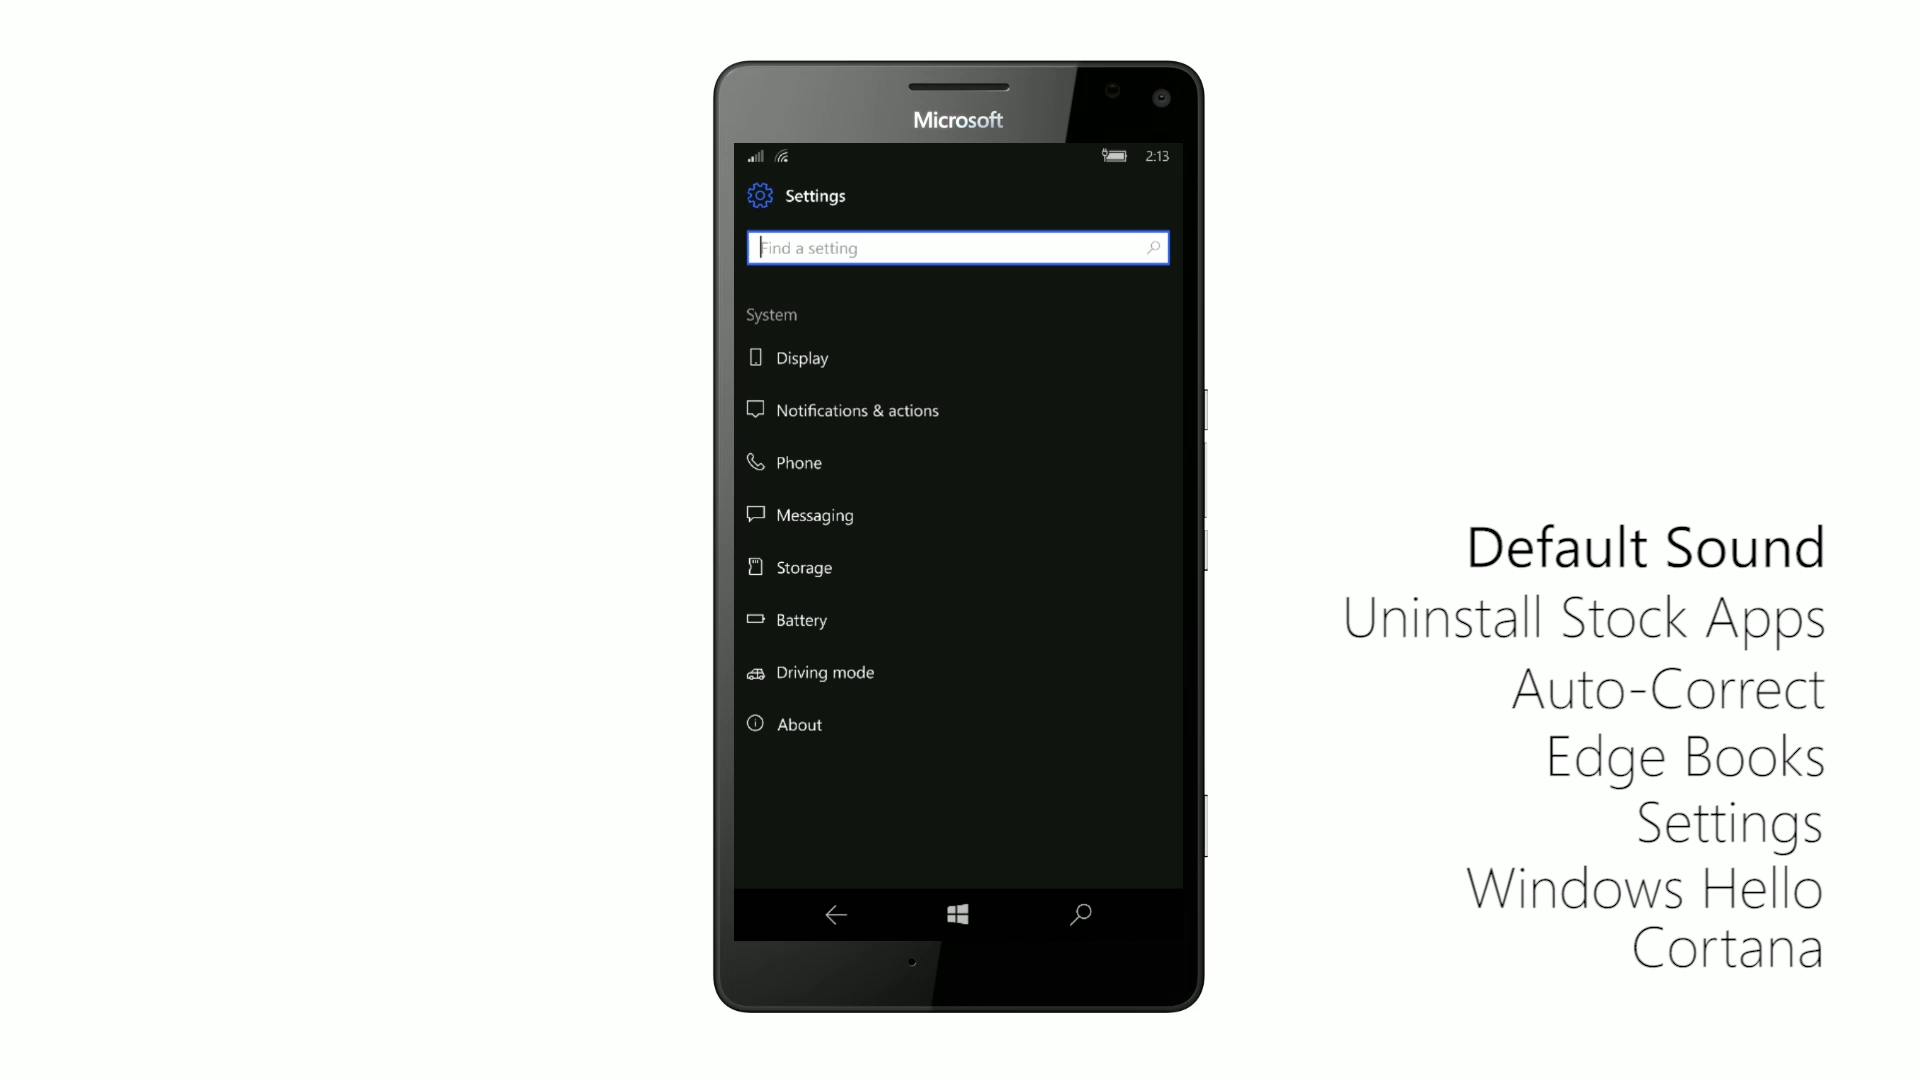 Microsoft
2:13
Settings
Find a setting
System
Display
Notifications & actions
Phone
Messaging
Storage
Battery
Driving mode
About
Default Sound
Uninstall Stock Apps
Auto-Correct
Edge Books
Settings
Windows Hello
Cortana